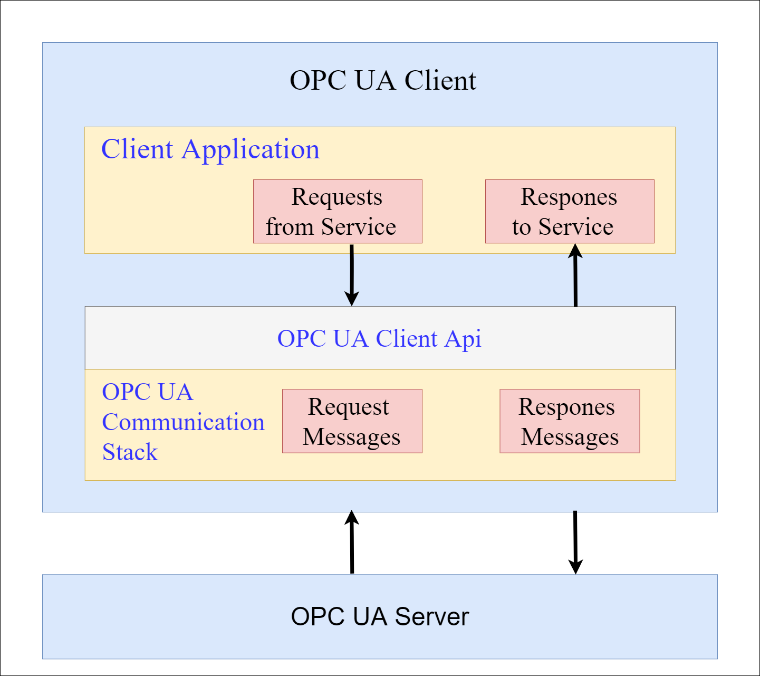 OPC UA Client
Client Application
Requests
from Service
Respones
to Service
OPC UA Client Api
OPC UA
Communication
Stack
Request
Messages
Respones
Messages
OPC UA Server